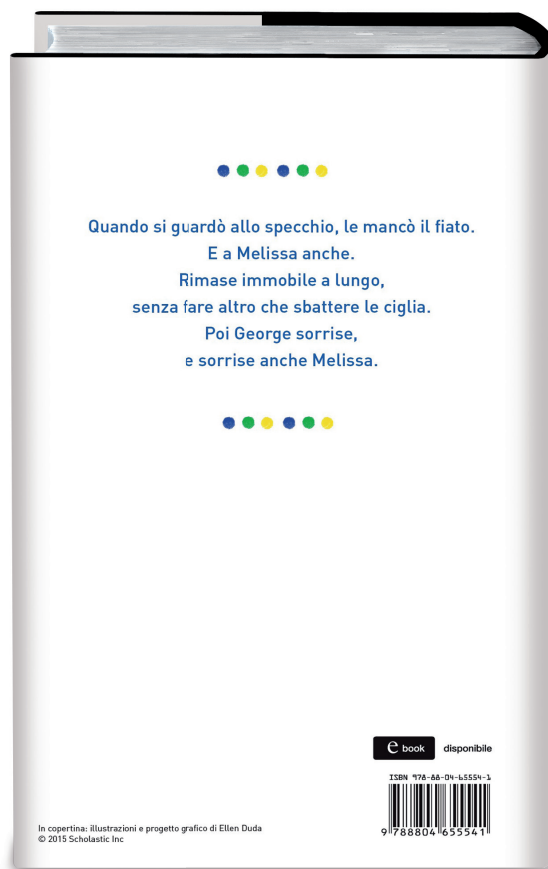 Quando si guardò allo specchio, le mancò il fiato.
E a Melissa anche.
Rimase immobile a lungo,
senza fare altro che sbattere le ciglia.
Poi George sorrise,
e sorrise anche Melissa.
e book disponibile
ISBN 978-88-04-65554-1
9 788804 655541
In copertina: illustrazioni e progetto grafico di Ellen Duda
© 2015 Scholastic Inc